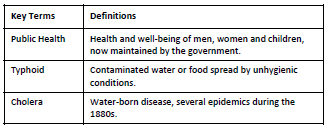 Key Terms Definitions
Public Health Health and well-being of men, women and children,
now maintained by the government.
Typhoid Contaminated water or food spread by unhygienic
conditions.
Cholera Water-born disease, several epidemics during the
1880s.